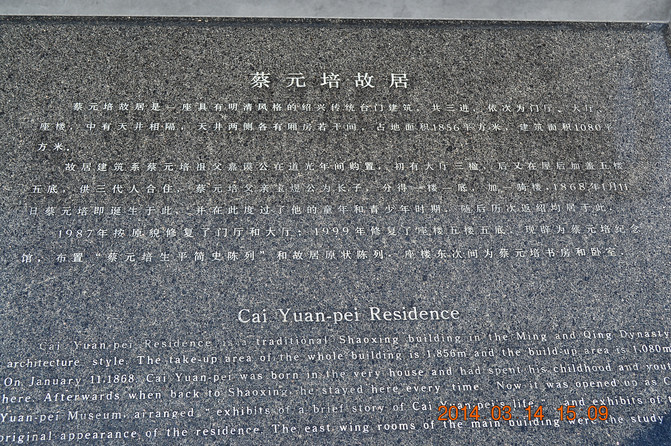 蔡元培故居
蔡元培故居是一座具有明清风格的绍兴传统台门建筑，共三进，依次为门厅、大厅、
座楼，中有天井相隔，天井两侧各有厢房若干间，占地面积1856平方米，建筑面积1080平
方米。
故居建筑系蔡元培祖父嘉谟公在道光年间购置，初有大厅三楹，后又在屋后加盖五楼
五底，供三代人合住。蔡元培父亲宝煜公为长子，分得一楼一底，加一骑楼，1868年1月11
日蔡元培即诞生于此，并在此度过了他的童年和青少年时期，随后历次返绍均居于此。
1987年按原貌修复了门厅和大厅；1999年修复了座楼五楼五底，现辟为蔡元培纪念
馆，布置“蔡元培生平简史陈列”和故居原状陈列，座楼东次间为蔡元培书房和卧室。
Cai Yuan-pei Residence
Cai Yuan-pei Residence is a traditional Shaoxing building in the Ming and Qing Dynasty
architecture style. The take-up area of the whole building is 1,856m and the build-up area is 1,080m
On January 11,1868, Cai Yuan-pei was born in the very house and had spent his childhood and you
here. Afterwards when back to Shaoxing, he stayed here every time. Now it was opened up as
Yuan-pei Museum, arranged exhibits of a brief story of Cai Yuan-pei's life, and exhibits of
original appearance of the residence. The east wing rooms of the main building were the study
2014 03 14 15:09